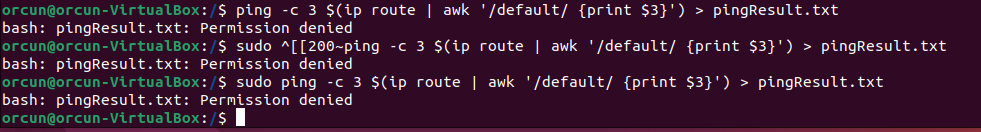 orcun@orcun-VirtualBox:/$ ping -c 3 $(ip route | awk '/default/ {print $3}') > pingResult.txt
bash: pingResult.txt: Permission denied
orcun@orcun-VirtualBox:/$ sudo ^[[200~ping -c 3 $(ip route | awk '/default/ {print $3}') > pingResult.txt
bash: pingResult.txt: Permission denied
orcun@orcun-VirtualBox:/$ sudo ping -c 3 $(ip route | awk '/default/ {print $3}') > pingResult.txt
bash: pingResult.txt: Permission denied
orcun@orcun-VirtualBox:/$